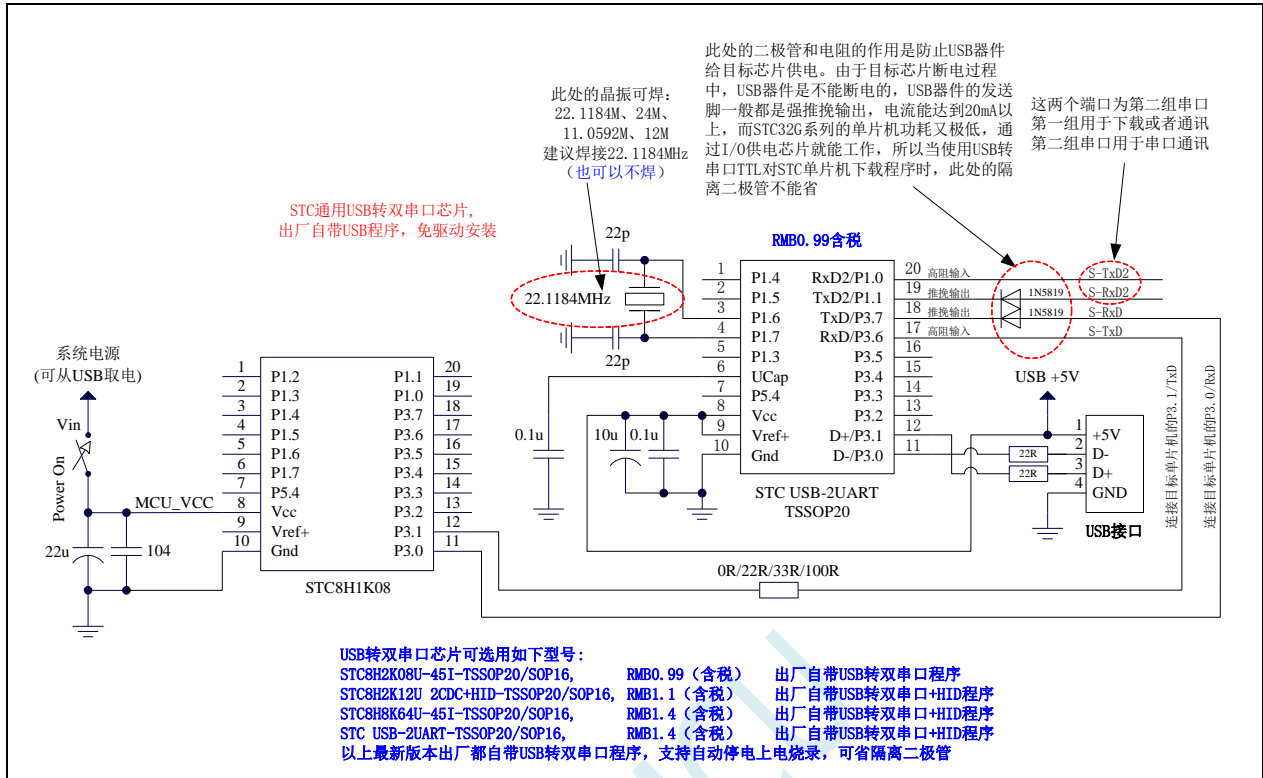 此处的二极管和电阻的作用是防止USB器件
给目标芯片供电。由于目标芯片断电过程
中，USB器件是不能断电的，USB器件的发送
脚一般都是强推挽输出，电流能达到20mA以
上，而STC32G系列的单片机功耗又极低，通
过I/O供电芯片就能工作，所以当使用USB转
串口TTL对STC单片机下载程序时，此处的隔
离二极管不能省
此处的晶振可焊：
22.1184M、24M、
11.0592M、12M
建议焊接22.1184MHz
（也可以不焊）
这两个端口为第二组串口
第一组用于下载或者通讯
第二组串口用于串口通讯
STC通用USB转双串口芯片,
出厂自带USB程序，免驱动安装
RMB0.99含税
22p
22.1184MHz
22p
1 P1.4 RxD2/P1.0 20 高阻输入 S-TxD2
2 P1.5 TxD2/P1.1 19 推挽输出 1N5819 S-RxD2
3 P1.6 TxD/P3.7 18 推挽输出 1N5819 S-RxD
4 P1.7 RxD/P3.6 17 高阻输入 S-TxD
5 P1.3 P3.5 16
6 UCap P3.4 15
7 P5.4 P3.3 14
8 Vcc P3.2 13
9 Vref+ D+/P3.1 12
10 Gnd D-/P3.0 11
STC USB-2UART
TSSOP20
0.1u
10u
0.1u
USB +5V
1 +5V
2 D-
3 D+
4 GND
22R
22R
USB接口
连接目标单片机的P3.1/TxD
连接目标单片机的P3.0/RxD
系统电源
(可从USB取电)
Vin
Power On
MCU_VCC
22u
104
1 P1.2 P1.1 20
2 P1.3 P1.0 19
3 P1.4 P3.7 18
4 P1.5 P3.6 17
5 P1.6 P3.5 16
6 P1.7 P3.4 15
7 P5.4 P3.3 14
8 Vcc P3.2 13
9 Vref+ P3.1 12
10 Gnd P3.0 11
STC8H1K08
0R/22R/33R/100R
USB转双串口芯片可选用如下型号：
STC8H2K08U-45I-TSSOP20/SOP16, RMB0.99（含税） 出厂自带USB转双串口程序
STC8H2K12U 2CDC+HID-TSSOP20/SOP16, RMB1.1（含税） 出厂自带USB转双串口+HID程序
STC8H8K64U-45I-TSSOP20/SOP16, RMB1.4（含税） 出厂自带USB转双串口+HID程序
STC USB-2UART-TSSOP20/SOP16, RMB1.4（含税） 出厂自带USB转双串口+HID程序
以上最新版本出厂都自带USB转双串口程序，支持自动停电上电烧录，可省隔离二极管